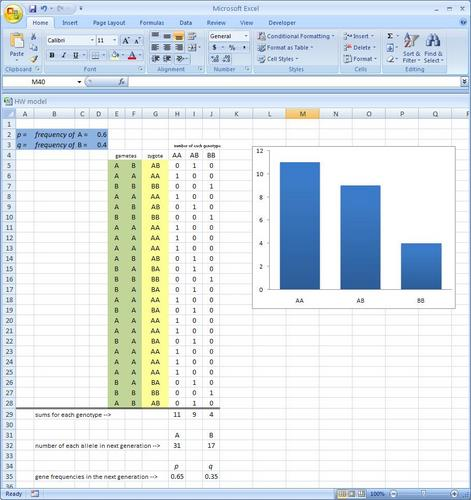 Microsoft Excel
Home Insert Page Layout Formulas Data Review View Developer
Calibri 11 General Conditional Formatting Insert Σ
Paste B I U Format as Table Delete Sort & Filter Find & Select
$ % , Cell Styles Format
Clipboard Font Alignment Number Styles Cells Editing
M40 fx
HW model
A B C D E F G H I J K L M N O P Q
1
2 p = frequency of A = 0.6
3 q = frequency of B = 0.4 number of each genotype
4 gametes zygote AA AB BB
5 A B AB 0 1 0
6 A A AA 1 0 0
7 B B BB 0 0 1
8 A A AA 1 0 0
9 A B AB 0 1 0
10 B B BB 0 0 1
11 A A AA 1 0 0
12 A A AA 1 0 0
13 A A AA 1 0 0
14 A B AB 0 1 0
15 B A BA 0 1 0
16 B B BB 0 0 1
17 B A BA 0 1 0
18 A A AA 1 0 0
19 A A AA 1 0 0
20 B A BA 0 1 0
21 A A AA 1 0 0
22 A A AA 1 0 0
23 B A BA 0 1 0
24 A A AA 1 0 0
25 A A AA 1 0 0
26 B A BA 0 1 0
27 B B BB 0 0 1
28 A B AB 0 1 0
29 sums for each genotype --> 11 9 4
30
31 A B
32 number of each allele in next generation --> 31 17
33
34 p q
35 gene frequencies in the next generation --> 0.65 0.35
12
10
8
6
4
2
0
AA AB BB
Ready 100%